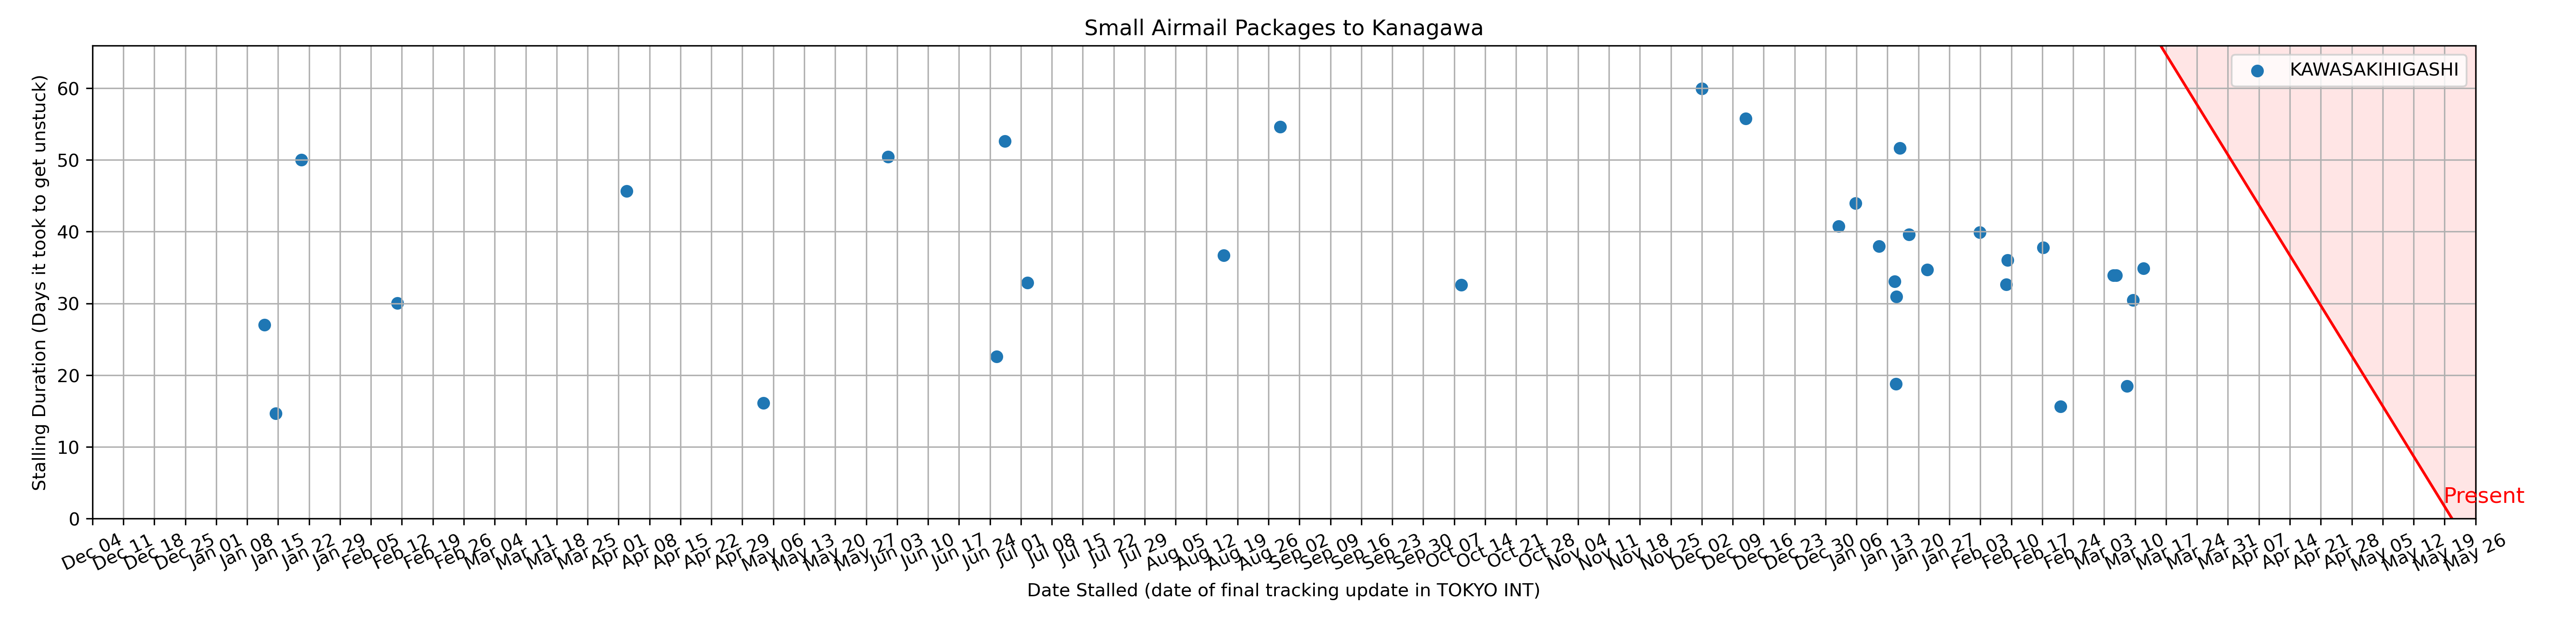 Small Airmail Packages to Kanagawa
KAWASAKIHIGASHI
60
50
40
30
20
10
0
Stalling Duration (Days it took to get unstuck)
Present
Dec 04
Dec 11
Dec 18
Dec 25
Jan 01
Jan 08
Jan 15
Jan 22
Jan 29
Feb 05
Feb 12
Feb 19
Feb 26
Mar 04
Mar 11
Mar 18
Mar 25
Apr 01
Apr 08
Apr 15
Apr 22
Apr 29
May 06
May 13
May 20
May 27
Jun 03
Jun 10
Jun 17
Jun 24
Jul 01
Jul 08
Jul 15
Jul 22
Jul 29
Aug 05
Aug 12
Aug 19
Aug 26
Sep 02
Sep 09
Sep 16
Sep 23
Sep 30
Oct 07
Oct 14
Oct 21
Oct 28
Nov 04
Nov 11
Nov 18
Nov 25
Dec 02
Dec 09
Dec 16
Dec 23
Dec 30
Jan 06
Jan 13
Jan 20
Jan 27
Feb 03
Feb 10
Feb 17
Feb 24
Mar 03
Mar 10
Mar 17
Mar 24
Mar 31
Apr 07
Apr 14
Apr 21
Apr 28
May 05
May 12
May 19
May 26
Date Stalled (date of final tracking update in TOKYO INT)